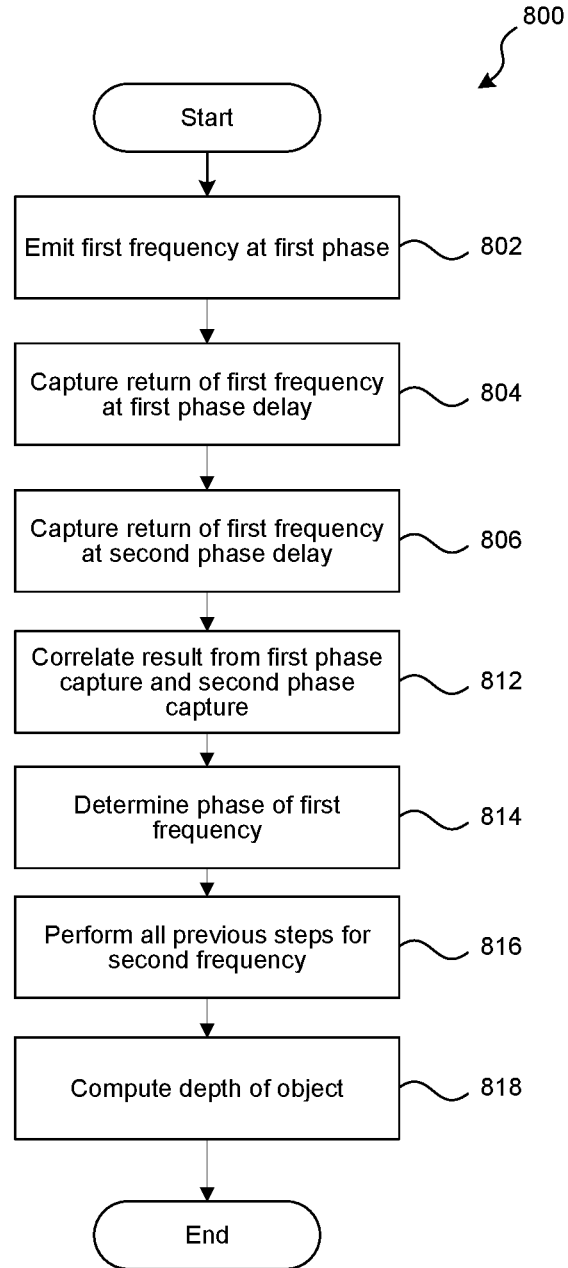 800
Start
Emit first frequency at first phase
802
Capture return of first frequency
at first phase delay
804
Capture return of first frequency
at second phase delay
806
Correlate result from first phase
capture and second phase
capture
812
Determine phase of first
frequency
814
Perform all previous steps for
second frequency
816
Compute depth of object
818
End